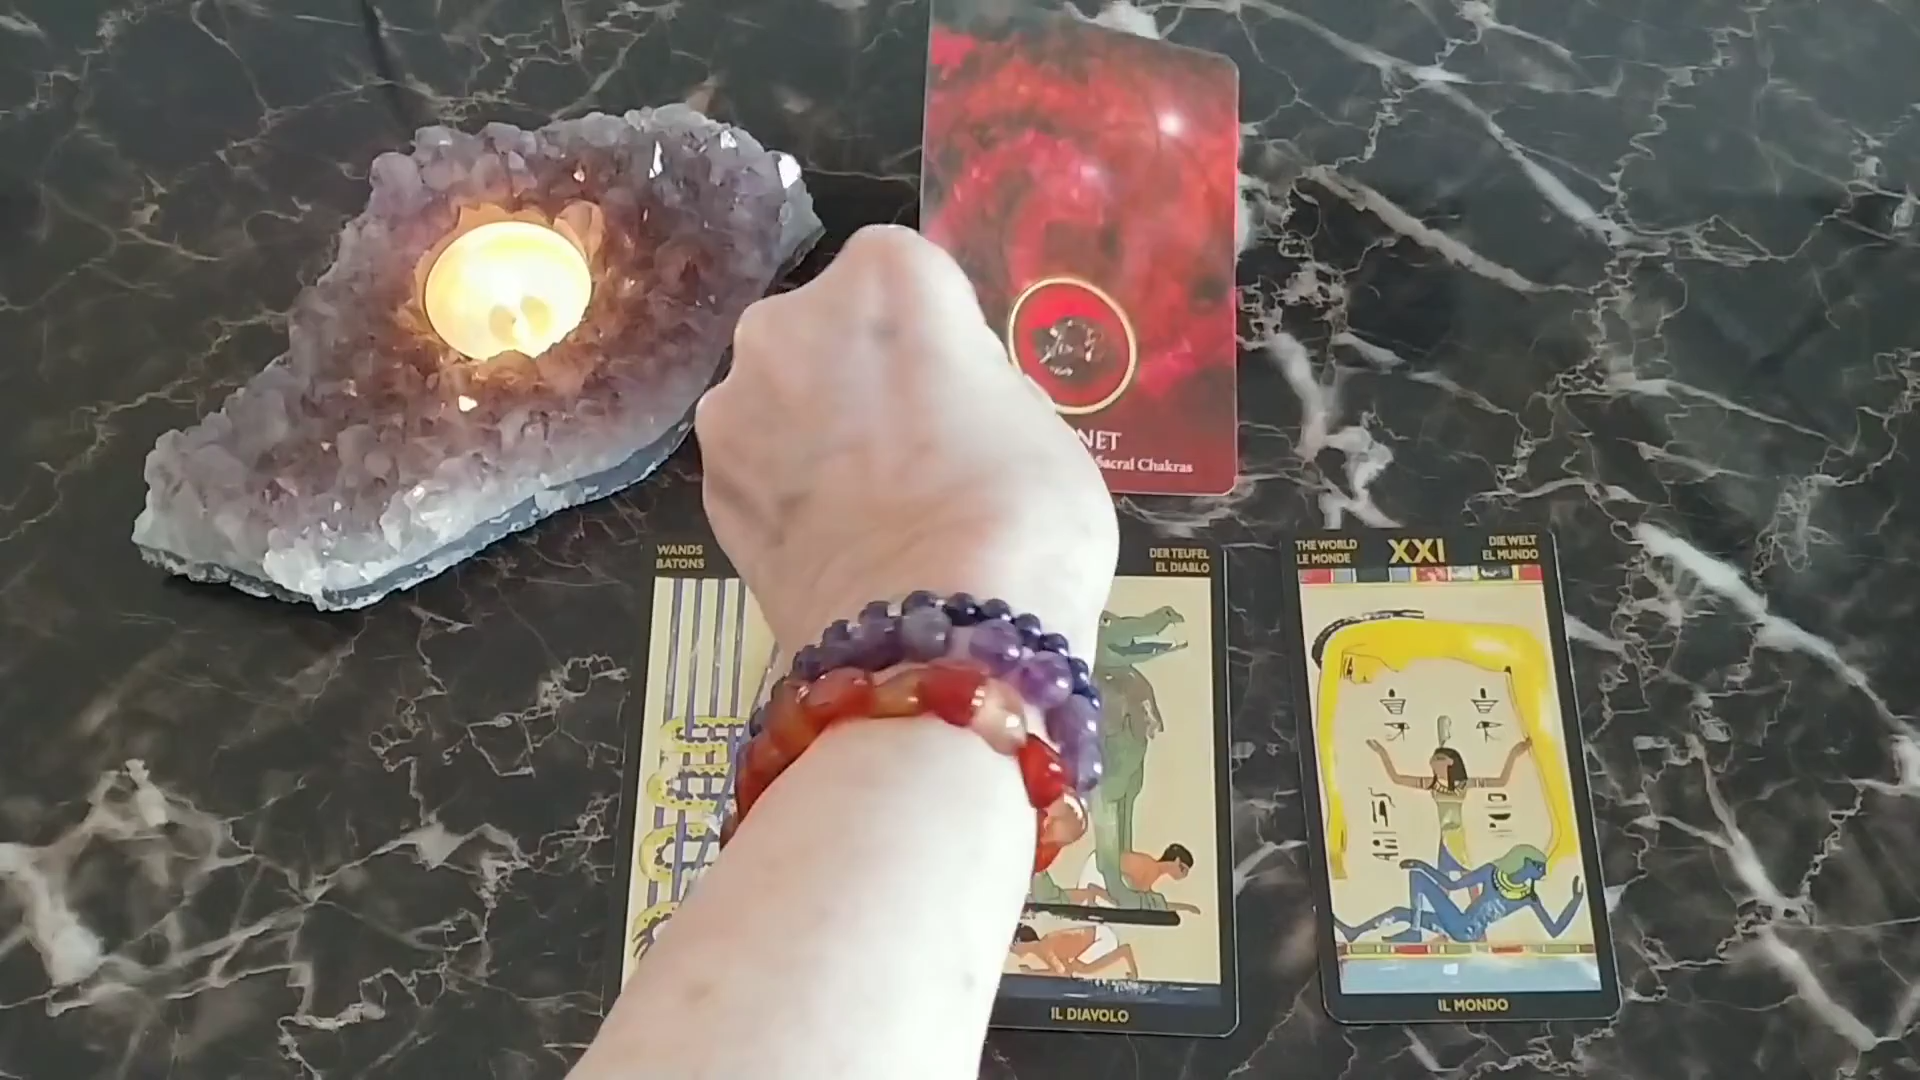 NET
Sacral Chakras
WANDS
BATONS
DER TEUFEL
EL DIABLO
IL DIAVOLO
THE WORLD
LE MONDE
XXI
DIE WELT
EL MUNDO
IL MONDO